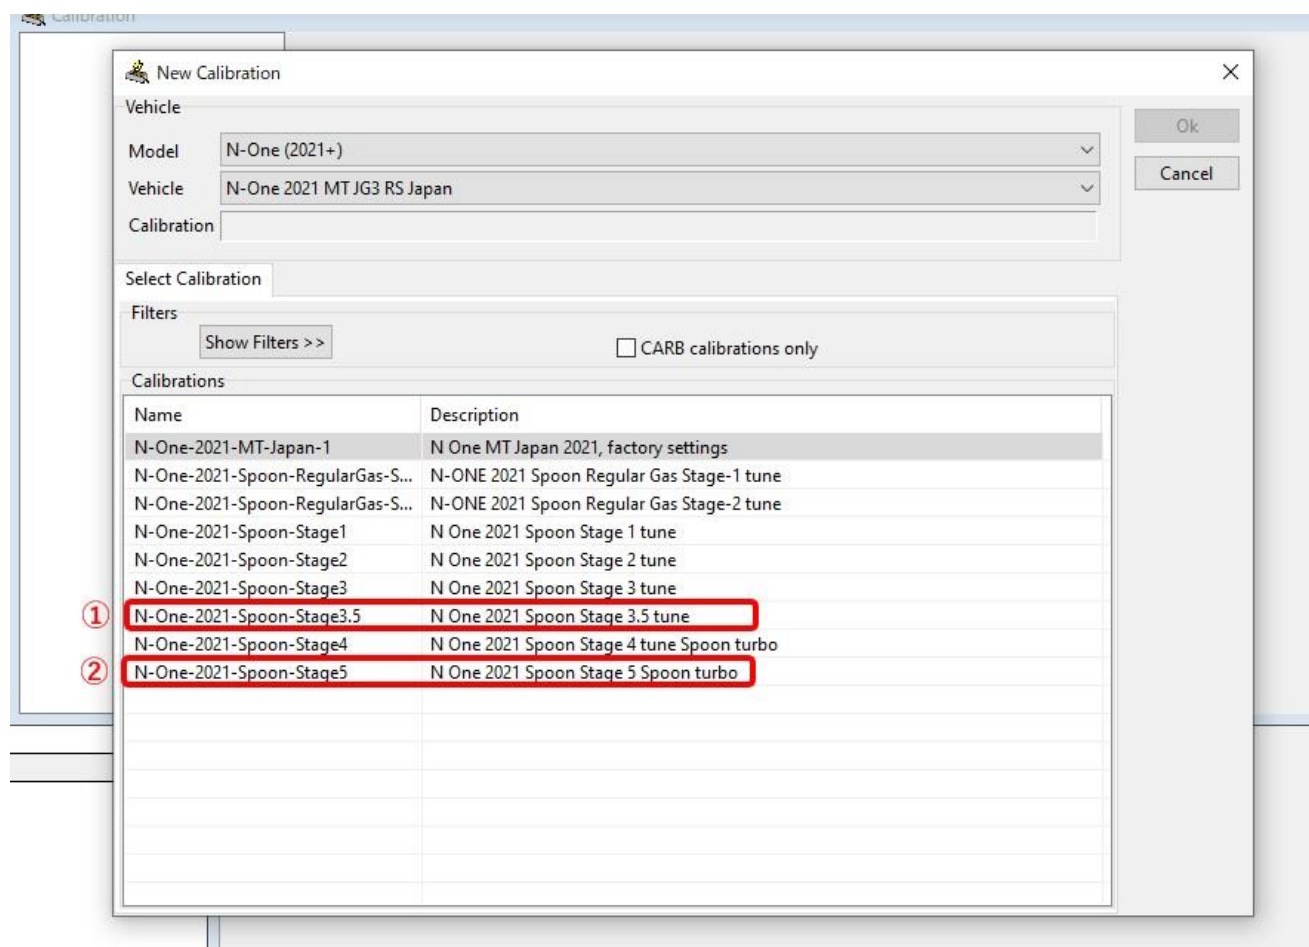 Calibration
New Calibration
Vehicle
Ok
Model N-One (2021+)
Cancel
Vehicle N-One 2021 MT JG3 RS Japan
Calibration
Select Calibration
Filters
Show Filters >> CARB calibrations only
Calibrations
Name Description
N-One-2021-MT-Japan-1 N One MT Japan 2021, factory settings
N-One-2021-Spoon-RegularGas-S... N-ONE 2021 Spoon Regular Gas Stage-1 tune
N-One-2021-Spoon-RegularGas-S... N-ONE 2021 Spoon Regular Gas Stage-2 tune
N-One-2021-Spoon-Stage1 N One 2021 Spoon Stage 1 tune
N-One-2021-Spoon-Stage2 N One 2021 Spoon Stage 2 tune
N-One-2021-Spoon-Stage3 N One 2021 Spoon Stage 3 tune
① N-One-2021-Spoon-Stage3.5 N One 2021 Spoon Stage 3.5 tune
N-One-2021-Spoon-Stage4 N One 2021 Spoon Stage 4 tune Spoon turbo
② N-One-2021-Spoon-Stage5 N One 2021 Spoon Stage 5 Spoon turbo